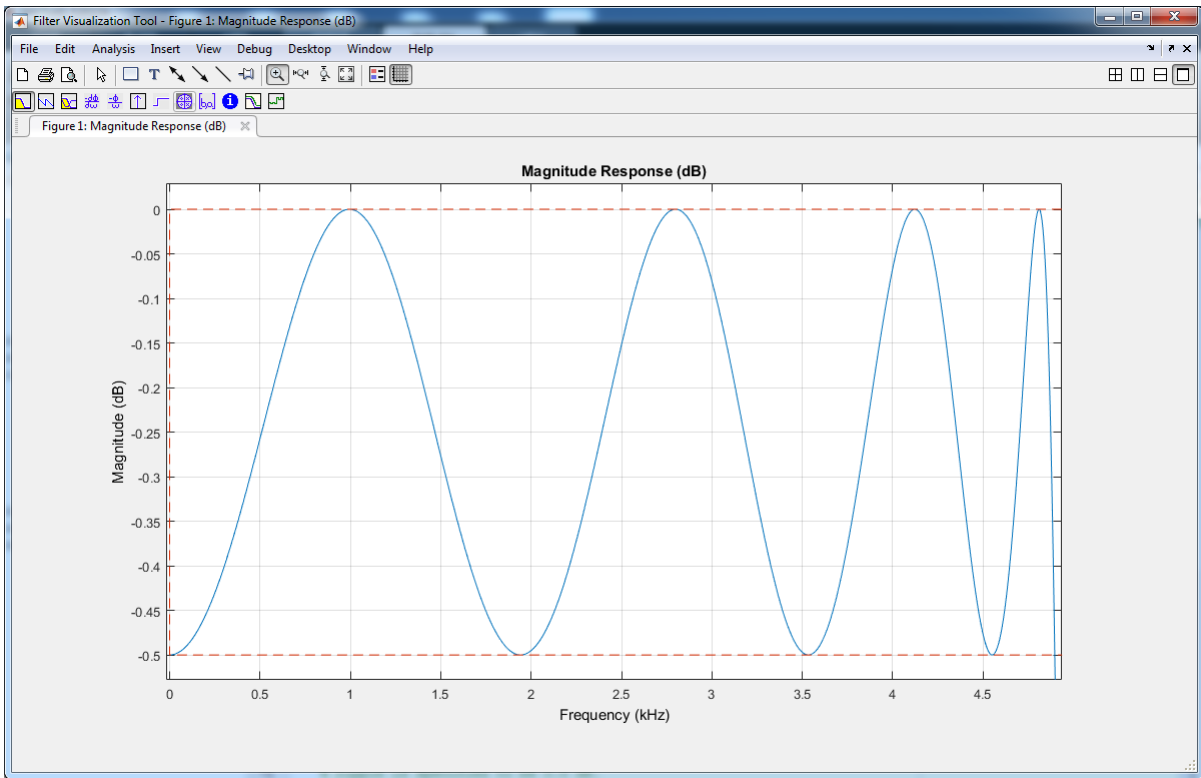 Filter Visualization Tool - Figure 1: Magnitude Response (dB)
File Edit Analysis Insert View Debug Desktop Window Help
Figure 1: Magnitude Response (dB)
Magnitude Response (dB)
0
-0.05
-0.1
-0.15
-0.2
-0.25
-0.3
-0.35
-0.4
-0.45
-0.5
Magnitude (dB)
0 0.5 1 1.5 2 2.5 3 3.5 4 4.5
Frequency (kHz)